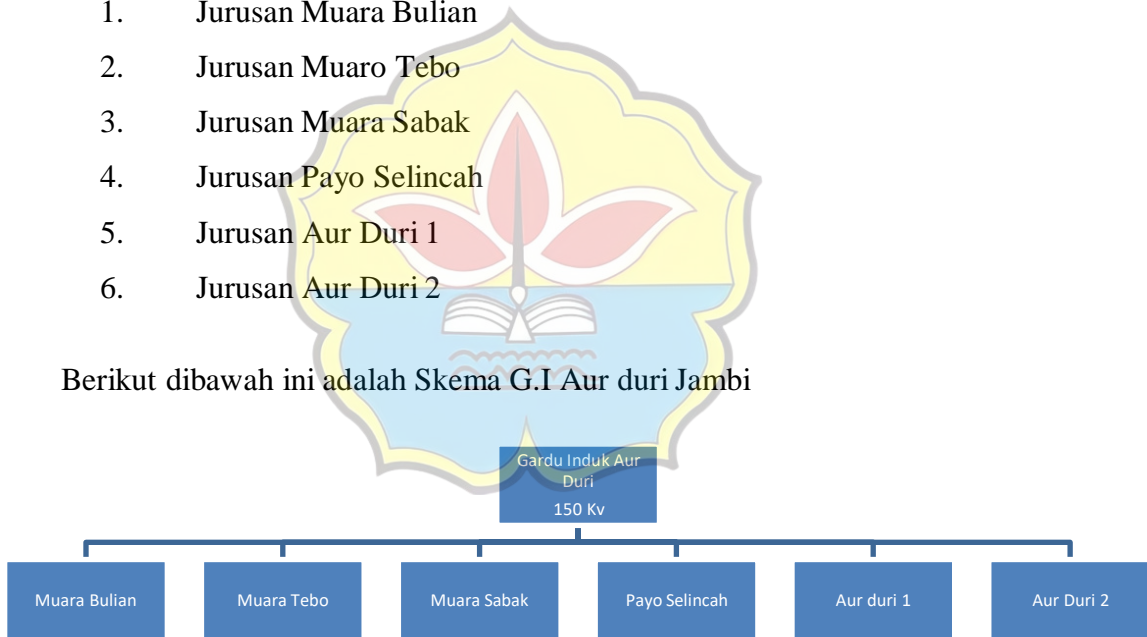 1. Jurusan Muara Bulian
2. Jurusan Muaro Tebo
3. Jurusan Muara Sabak
4. Jurusan Payo Selincah
5. Jurusan Aur Duri 1
6. Jurusan Aur Duri 2
Berikut dibawah ini adalah Skema G.I Aur duri Jambi
Gardu Induk Aur
Duri
150 Kv
Muara Bulian
Muara Tebo
Muara Sabak
Payo Selincah
Aur duri 1
Aur Duri 2